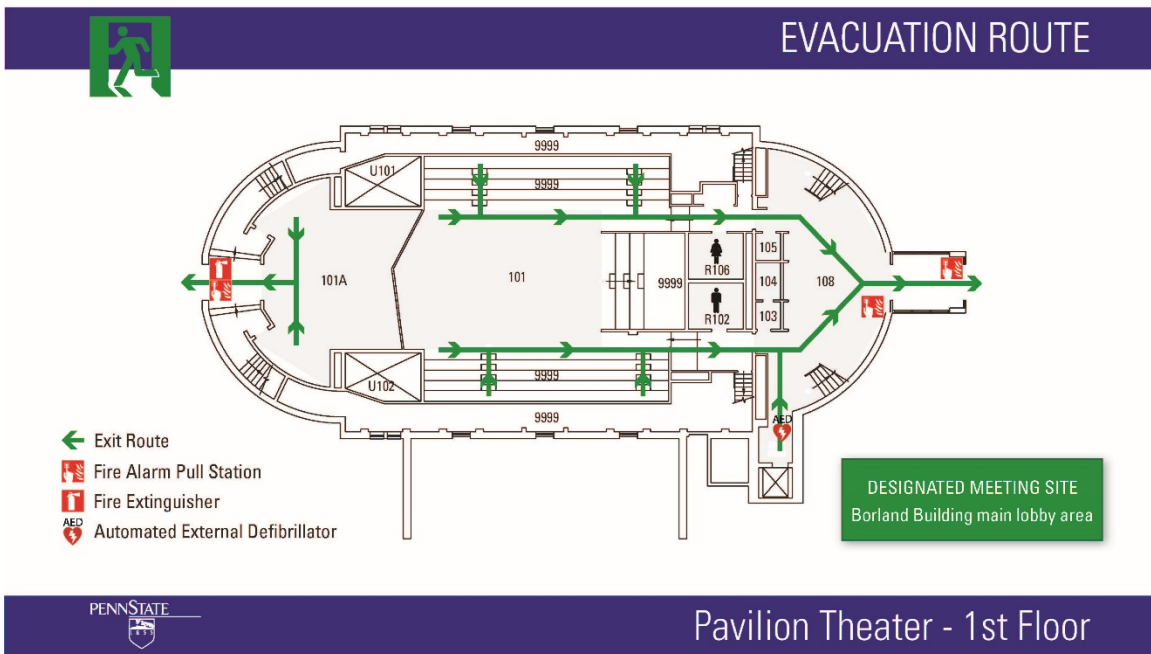 EVACUATION ROUTE
9999
U101
9999
101A
101
9999
R106
R102
105
104
103
108
U102
9999
9999
AED
Exit Route
Fire Alarm Pull Station
Fire Extinguisher
AED
Automated External Defibrillator
DESIGNATED MEETING SITE
Borland Building main lobby area
PENNSTATE
1855
Pavilion Theater - 1st Floor